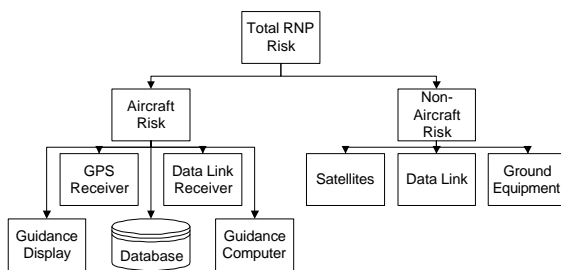 Total RNP
Risk
Aircraft
Risk
Non-
Aircraft
Risk
GPS
Receiver
Data Link
Receiver
Satellites
Data Link
Ground
Equipment
Guidance
Display
Database
Guidance
Computer